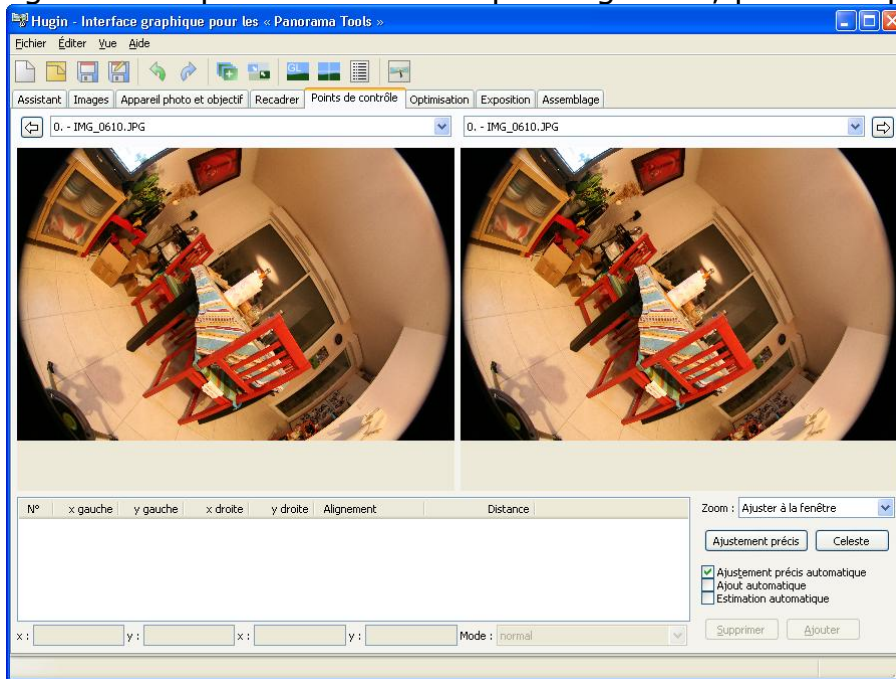 Hugin - Interface graphique pour les « Panorama Tools »
Fichier Éditer Vue Aide
Assistant Images Appareil photo et objectif Recadrer Points de contrôle Optimisation Exposition Assemblage
0. - IMG_0610.JPG 0. - IMG_0610.JPG
N° x gauche y gauche x droite y droite Alignement Distance
Zoom : Ajuster à la fenêtre
Ajustement précis Celeste
Ajustement précis automatique
Ajout automatique
Estimation automatique
x : y : x : y : Mode : normal
Supprimer Ajouter